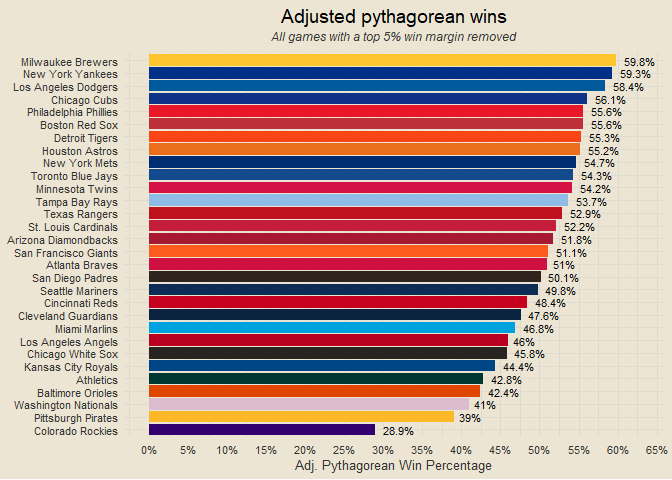 Adjusted pythagorean wins
All games with a top 5% win margin removed
Milwaukee Brewers 59.8%
New York Yankees 59.3%
Los Angeles Dodgers 58.4%
Chicago Cubs 56.1%
Philadelphia Phillies 55.6%
Boston Red Sox 55.6%
Detroit Tigers 55.3%
Houston Astros 55.2%
New York Mets 54.7%
Toronto Blue Jays 54.3%
Minnesota Twins 54.2%
Tampa Bay Rays 53.7%
Texas Rangers 52.9%
St. Louis Cardinals 52.2%
Arizona Diamondbacks 51.8%
San Francisco Giants 51.1%
Atlanta Braves 51%
San Diego Padres 50.1%
Seattle Mariners 49.8%
Cincinnati Reds 48.4%
Cleveland Guardians 47.6%
Miami Marlins 46.8%
Los Angeles Angels 46%
Chicago White Sox 45.8%
Kansas City Royals 44.4%
Athletics 42.8%
Baltimore Orioles 42.4%
Washington Nationals 41%
Pittsburgh Pirates 39%
Colorado Rockies 28.9%
0% 5% 10% 15% 20% 25% 30% 35% 40% 45% 50% 55% 60% 65%
Adj. Pythagorean Win Percentage